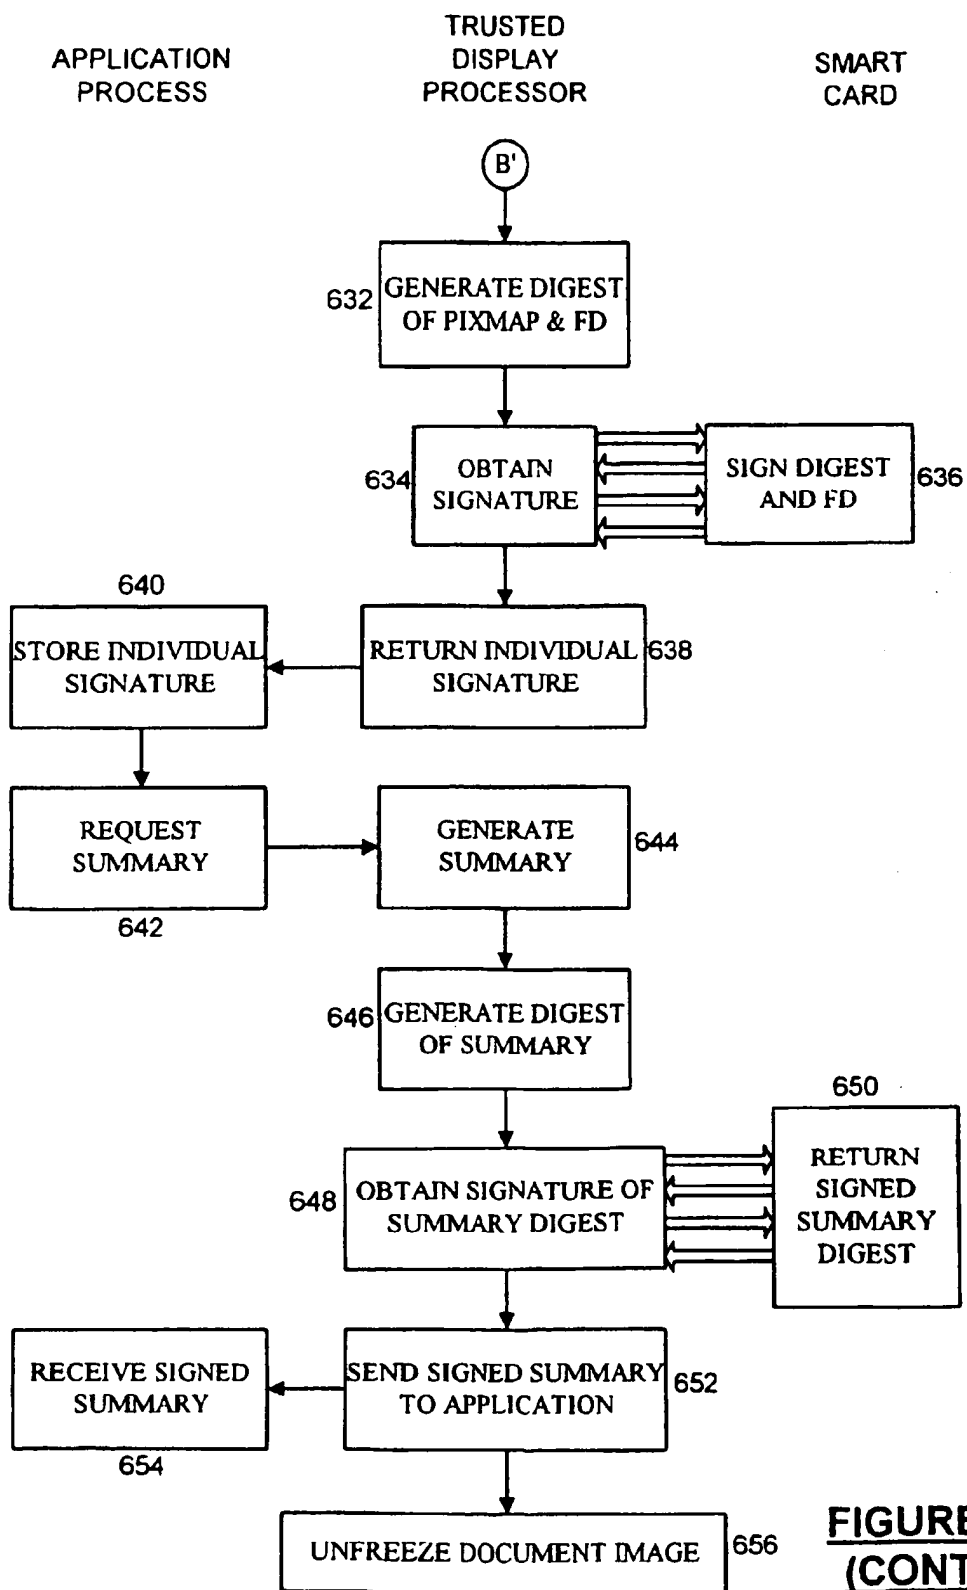 APPLICATION
PROCESS
TRUSTED
DISPLAY
PROCESSOR
SMART
CARD
B'
632
GENERATE DIGEST
OF PIXMAP & FD
634
OBTAIN
SIGNATURE
SIGN DIGEST
AND FD
636
640
STORE INDIVIDUAL
SIGNATURE
RETURN INDIVIDUAL
SIGNATURE
638
REQUEST
SUMMARY
642
GENERATE
SUMMARY
644
646
GENERATE DIGEST
OF SUMMARY
648
OBTAIN SIGNATURE OF
SUMMARY DIGEST
650
RETURN
SIGNED
SUMMARY
DIGEST
RECEIVE SIGNED
SUMMARY
654
SEND SIGNED SUMMARY
TO APPLICATION
652
UNFREEZE DOCUMENT IMAGE
656
FIGURE
(CONT